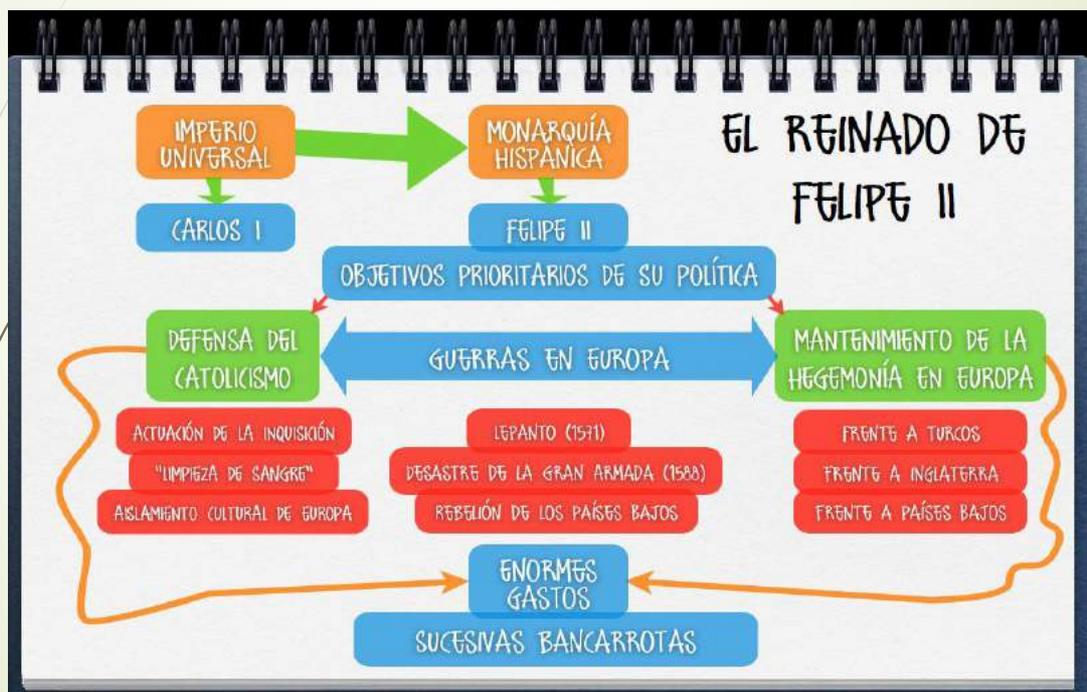 IMPERIO
UNIVERSAL
MONARQUÍA
HISPÁNICA
EL REINADO DE
FELIPE II
CARLOS I
FELIPE II
OBJETIVOS PRIORITARIOS DE SU POLÍTICA
DEFENSA DEL
CATOLICISMO
GUERRAS EN EUROPA
MANTENIMIENTO DE LA
HEGEMONÍA EN EUROPA
ACTUACIÓN DE LA INQUISICIÓN
"LIMPIEZA DE SANGRE"
AISLAMIENTO CULTURAL DE EUROPA
LEPANTO (1571)
DESASTRE DE LA GRAN ARMADA (1588)
REBELIÓN DE LOS PAÍSES BAJOS
FRENTE A TURCOS
FRENTE A INGLATERRA
FRENTE A PAÍSES BAJOS
ENORMES
GASTOS
SUCESIVAS BANCARROTAS